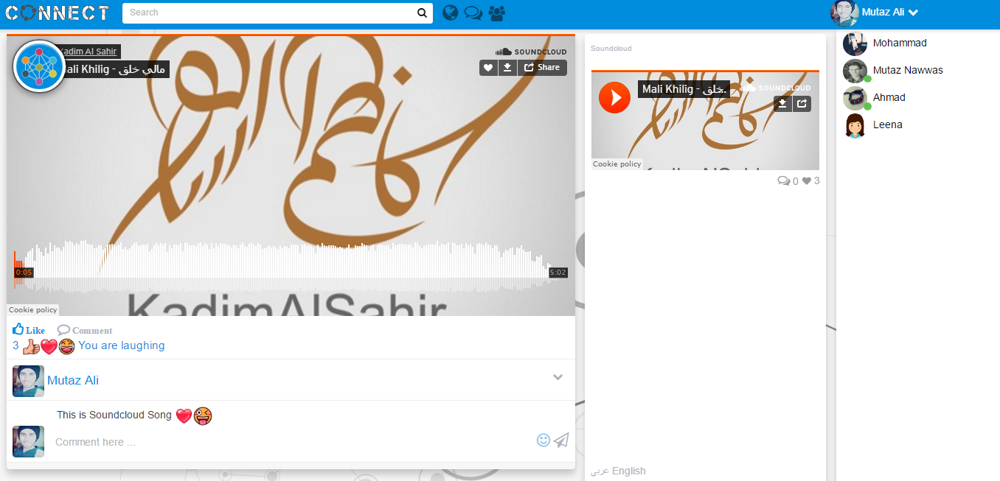 CONNECT
Search
Mutaz Ali
Kadim Al Sahir
ali Khilig - مالي خلق
SOUNDCLOUD
Share
0:05
5:02
KadimAlSahir
Cookie policy
Like Comment
3 You are laughing
Mutaz Ali
This is Soundcloud Song
Comment here ...
Soundcloud
Mali Khilig - خلق..
SOUNDCLOUD
Cookie policy
0 3
عربي English
Mohammad
Mutaz Nawwas
Ahmad
Leena